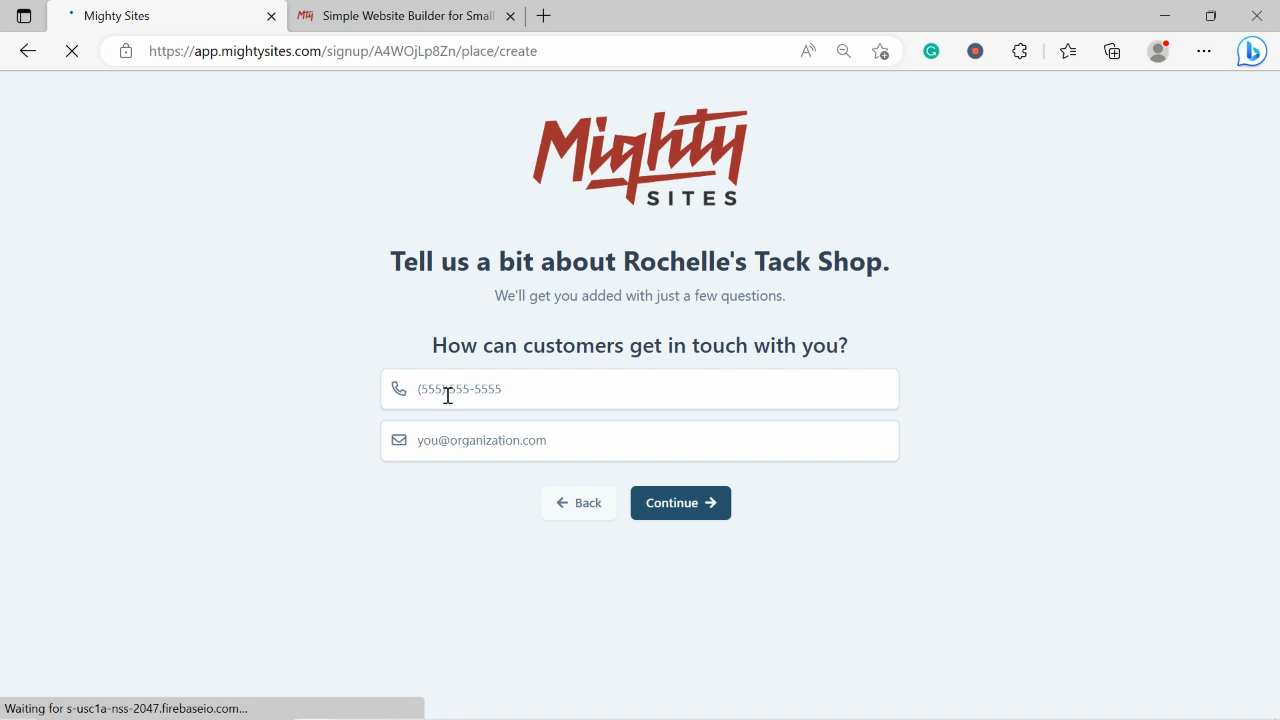 Mighty Sites
Mty Simple Website Builder for Small
https://app.mightysites.com/signup/A4WOjLp8Zn/place/create
Mighty
SITES
Tell us a bit about Rochelle's Tack Shop.
We'll get you added with just a few questions.
How can customers get in touch with you?
(555) 555-5555
you@organization.com
Back
Continue
Waiting for s-usc1a-nss-2047.firebaseio.com...